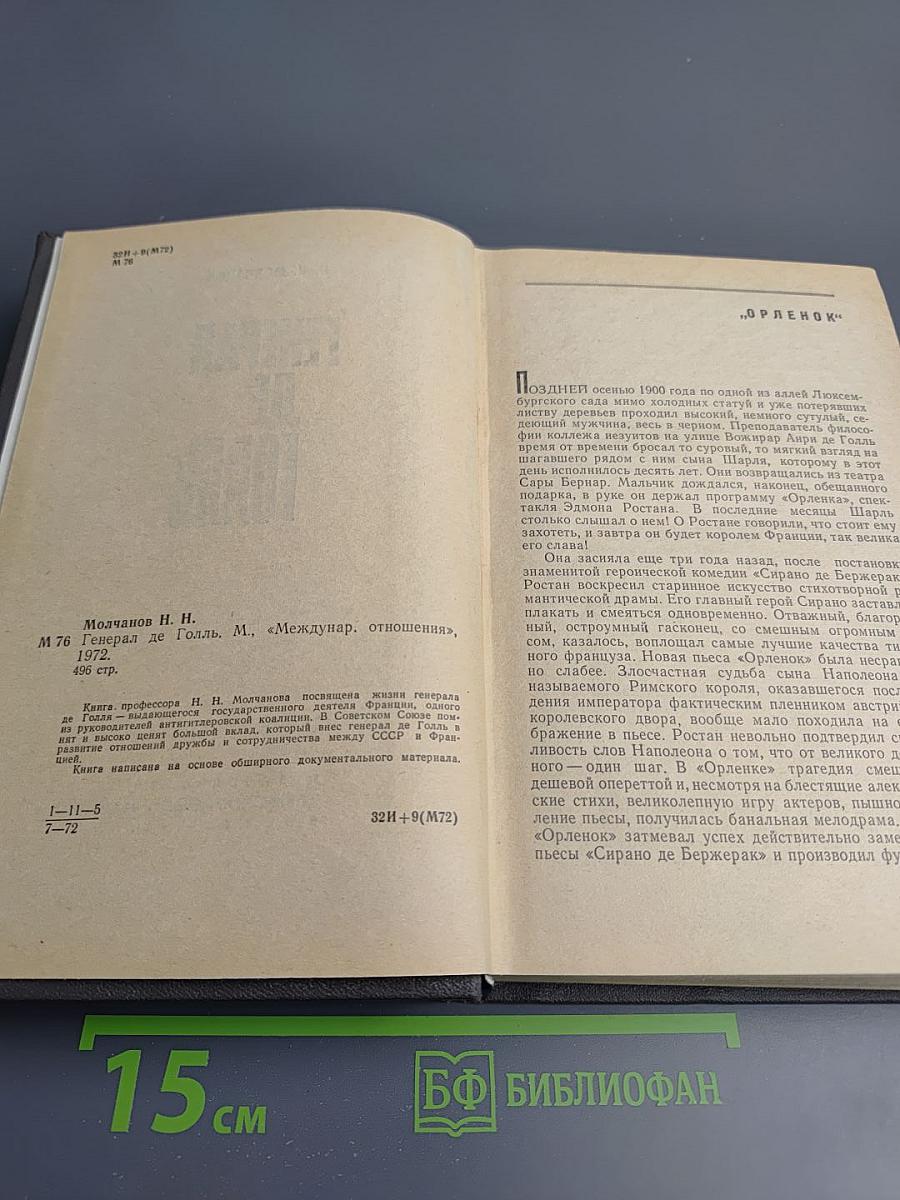 32И+9(М72)
М 76
Молчанов Н. Н.
М 76 Генерал де Голль. М., «Междунар. отношения»,
1972.
496 стр.
Книга профессора Н. Н. Молчанова посвящена жизни генерала
де Голля — выдающегося государственного деятеля Франции, одного
из руководителей антигитлеровской коалиции. В Советском Союзе пом-
нят и высоко ценят большой вклад, который внес генерал де Голль в
развитие отношений дружбы и сотрудничества между СССР и Фран-
цией.
Книга написана на основе обширного документального материала.
1—11—5
7—72
32И+9(М72)
„ОРЛЕНОК“
ПОЗДНЕЙ осенью 1900 года по одной из аллей Люксем-
бургского сада мимо холодных статуй и уже потерявших
листву деревьев проходил высокий, немного сутулый, се-
деющий мужчина, весь в черном. Преподаватель филосо-
фии коллежа иезуитов на улице Вожирар Анри де Голль
время от времени бросал то суровый, то мягкий взгляд на
шагавшего рядом с ним сына Шарля, которому в этот
день исполнилось десять лет. Они возвращались из театра
Сары Бернар. Мальчик дождался, наконец, обещанного
подарка, в руке он держал программу «Орленка», спек-
такля Эдмона Ростана. В последние месяцы Шарль
столько слышал о нем! О Ростане говорили, что стоит ему
захотеть, и завтра он будет королем Франции, так велика
его слава!
Она засияла еще три года назад, после постановк
знаменитой героической комедии «Сирано де Бержерак
Ростан воскресил старинное искусство стихотворной р
мантической драмы. Его главный герой Сирано заставл
плакать и смеяться одновременно. Отважный, благор
ный, остроумный гасконец, со смешным огромным
сом, казалось, воплощал самые лучшие качества ти
ного француза. Новая пьеса «Орленок» была несра
но слабее. Злосчастная судьба сына Наполеона
называемого Римского короля, оказавшегося посл
дения императора фактическим пленником австри
королевского двора, вообще мало походила на е
бражение в пьесе. Ростан невольно подтвердил сп
ливость слов Наполеона о том, что от великого д
ного — один шаг. В «Орленке» трагедия смеш
дешевой опереттой и, несмотря на блестящие алек
ские стихи, великолепную игру актеров, пышно
ление пьесы, получилась банальная мелодрама.
«Орленок» затмевал успех действительно заме
пьесы «Сирано де Бержерак» и производил фу
15 см
БФ БИБЛИОФАН